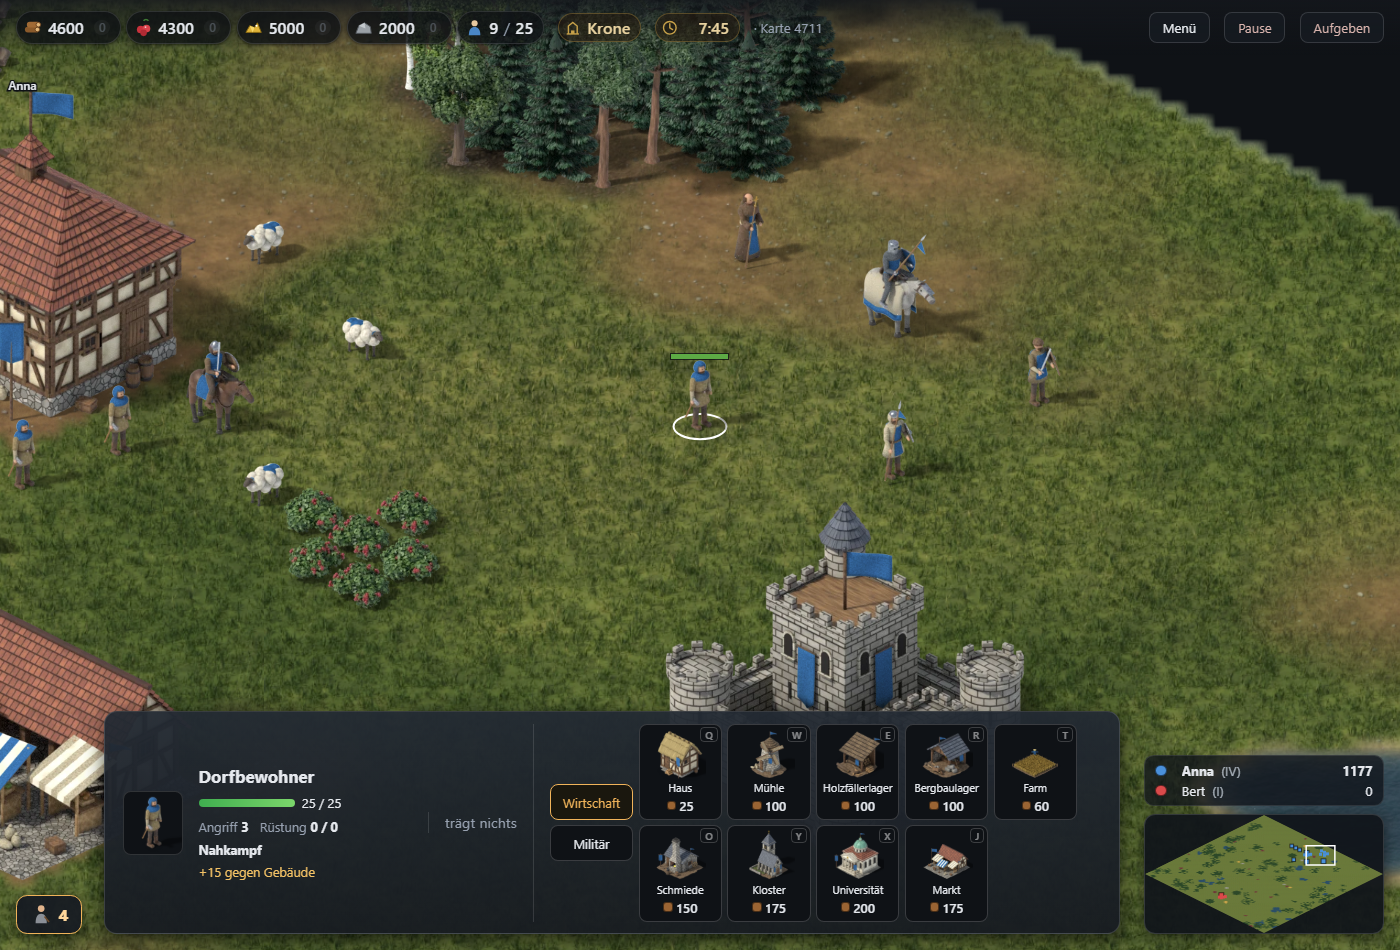 4600 0 4300 0 5000 0 2000 0 9 / 25 Krone 7:45 · Karte 4711 Menü Pause Aufgeben
Anna
Dorfbewohner
25 / 25
Angriff 3 Rüstung 0 / 0
Nahkampf
+15 gegen Gebäude
trägt nichts
Wirtschaft
Militär
Q W E R T
Haus Mühle Holzfällerlager Bergbaulager Farm
25 100 100 100 60
O Y X J
Schmiede Kloster Universität Markt
150 175 200 175
Anna (IV) 1177
Bert (I) 0
4